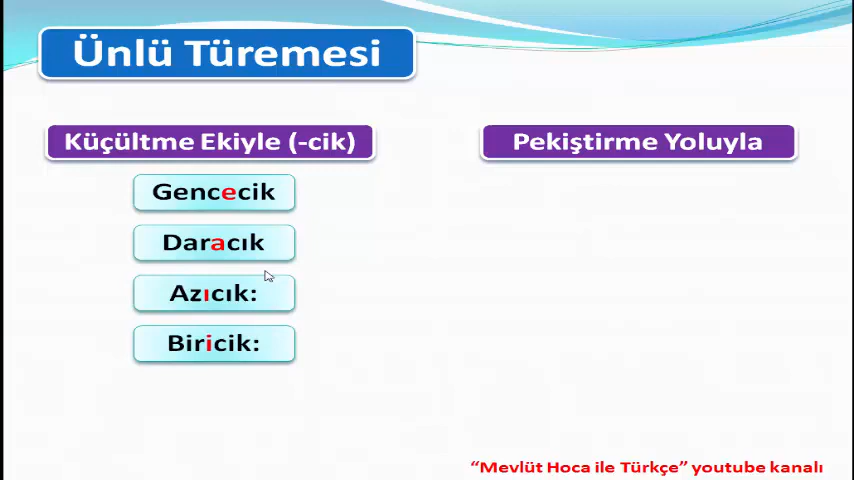 Ünlü Türemesi
Küçültme Ekiyle (-cik)
Gencecik
Daracık
Azıcık:
Biricik:
Pekiştirme Yoluyla
“Mevlüt Hoca ile Türkçe” youtube kanalı